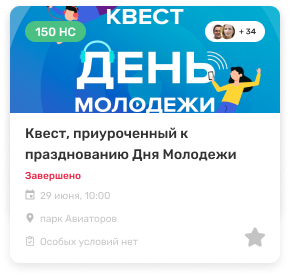 КВЕСТ
150 НС
+ 34
ДЕНЬ
МОЛОДЕЖИ
Квест, приуроченный к
празднованию Дня Молодежи
Завершено
29 июня, 10:00
парк Авиаторов
Особых условий нет